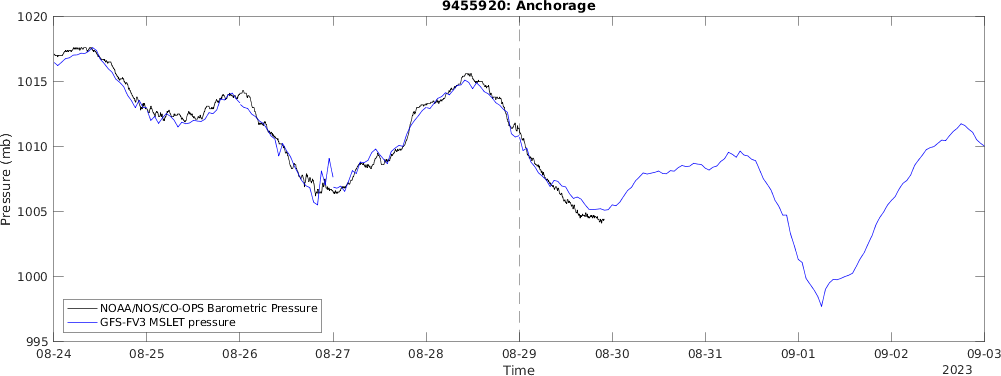 9455920: Anchorage
Pressure (mb)
1020
1015
1010
1005
1000
995
NOAA/NOS/CO-OPS Barometric Pressure
GFS-FV3 MSLET pressure
08-24 08-25 08-26 08-27 08-28 08-29 08-30 08-31 09-01 09-02 09-03
Time
2023